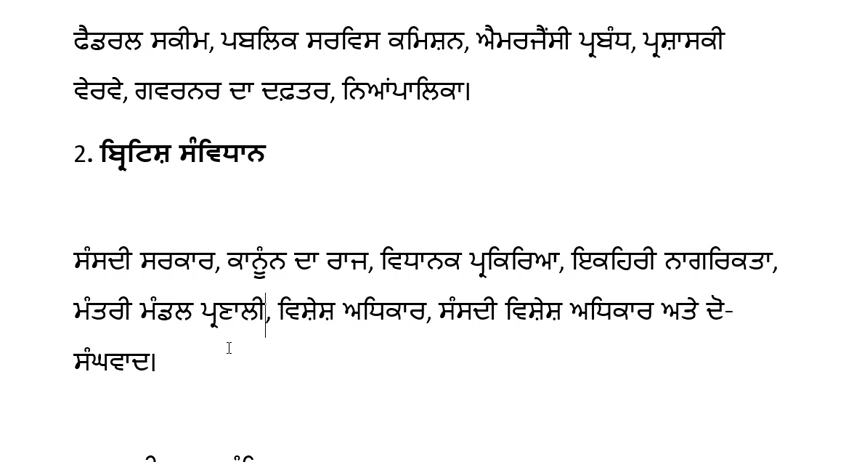 ਫੈਡਰਲ ਸਕੀਮ, ਪਬਲਿਕ ਸਰਵਿਸ ਕਮਿਸ਼ਨ, ਐਮਰਜੈਂਸੀ ਪ੍ਰਬੰਧ, ਪ੍ਰਸ਼ਾਸਕੀ
ਵੇਰਵੇ, ਗਵਰਨਰ ਦਾ ਦਫ਼ਤਰ, ਨਿਆਂਪਾਲਿਕਾ।
2. ਬ੍ਰਿਟਿਸ਼ ਸੰਵਿਧਾਨ
ਸੰਸਦੀ ਸਰਕਾਰ, ਕਾਨੂੰਨ ਦਾ ਰਾਜ, ਵਿਧਾਨਕ ਪ੍ਰਕਿਰਿਆ, ਇਕਹਿਰੀ ਨਾਗਰਿਕਤਾ,
ਮੰਤਰੀ ਮੰਡਲ ਪ੍ਰਣਾਲੀ, ਵਿਸ਼ੇਸ਼ ਅਧਿਕਾਰ, ਸੰਸਦੀ ਵਿਸ਼ੇਸ਼ ਅਧਿਕਾਰ ਅਤੇ ਦੋ-
ਸੰਘਵਾਦ।